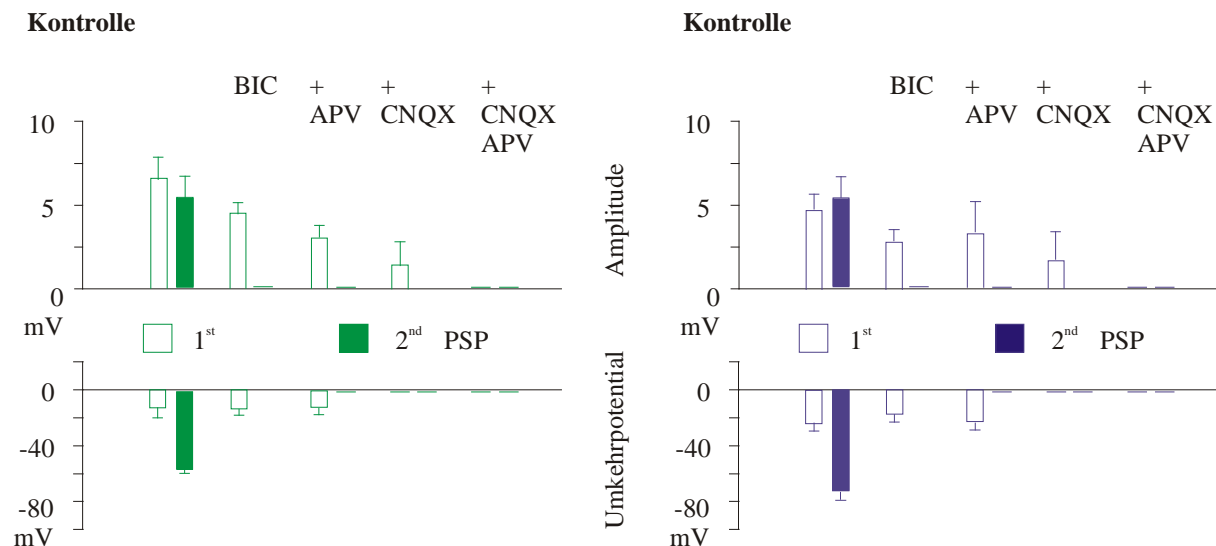 Kontrolle
BIC + + +
APV CNQX CNQX
APV
10
5
0
mV
1st 2nd PSP
0
-40
-80
mV
Kontrolle
BIC + + +
APV CNQX CNQX
APV
Amplitude
10
5
0
mV
1st 2nd PSP
Umkehrpotential
0
-40
-80
mV